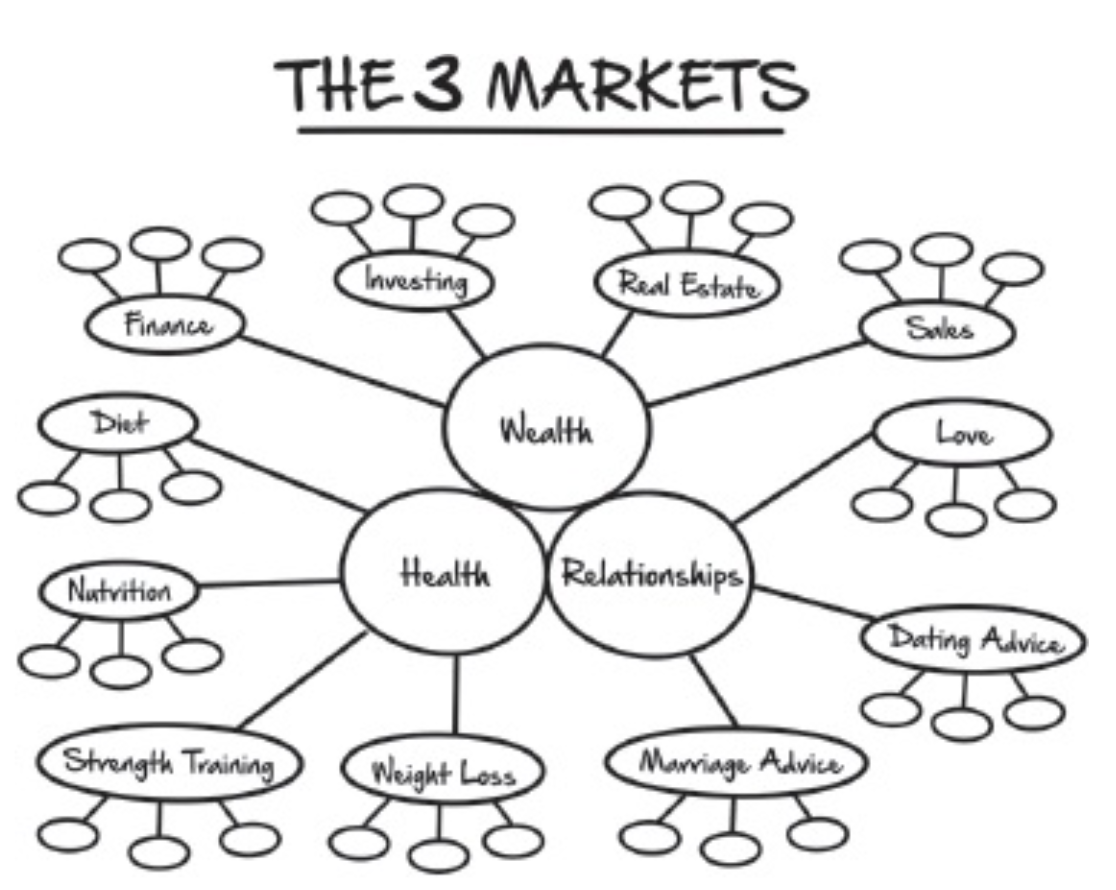 THE 3 MARKETS
Investing
Real Estate
Finance
Sales
Wealth
Diet
Love
Health
Relationships
Nutrition
Dating Advice
Strength Training
Weight Loss
Marriage Advice